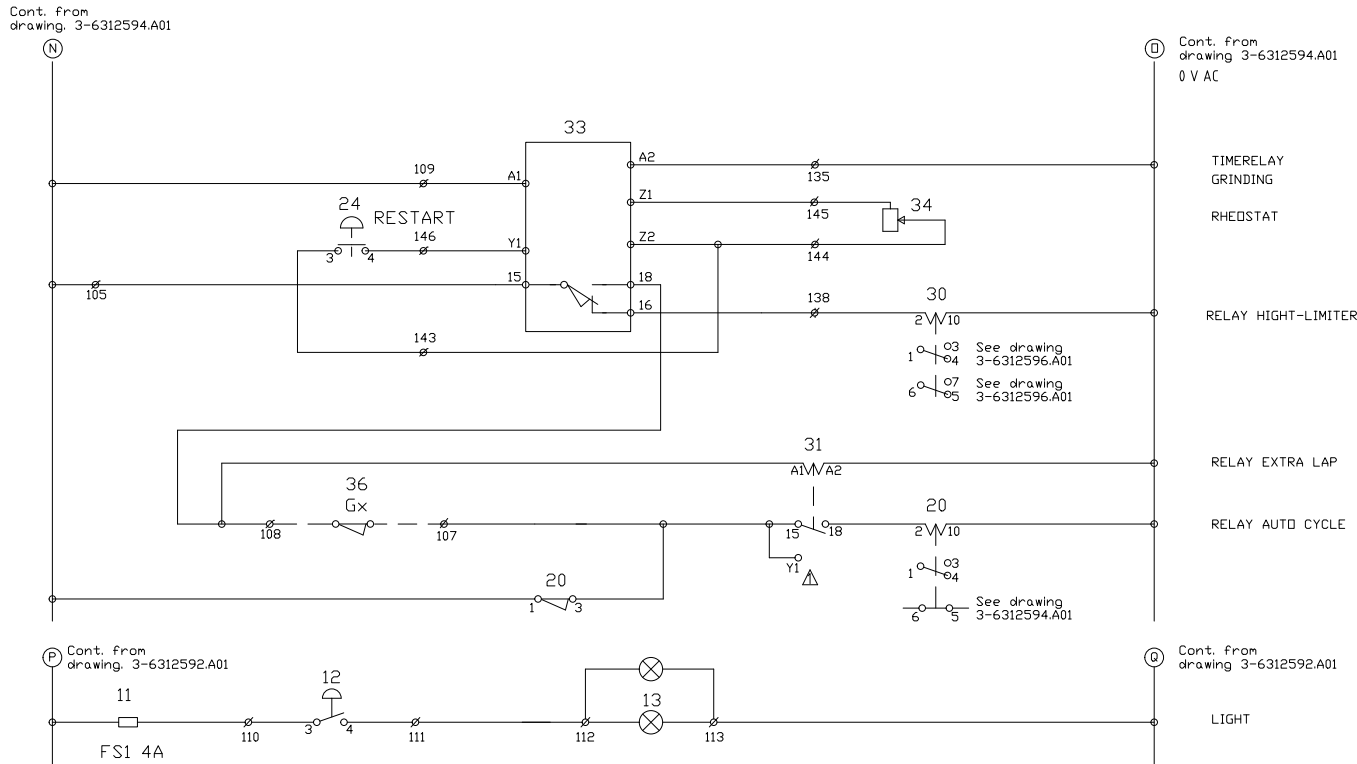 Cont. from
drawing. 3-6312594.A01
N
O
Cont. from
drawing 3-6312594.A01
0 V AC
33
A2
135
TIMERELAY
GRINDING
109
A1
Z1
145
34
RHEOSTAT
24
RESTART
146
3
4
Y1
Z2
144
105
15
18
16
138
30
2
10
RELAY HIGHT-LIMITER
143
1
3
4
See drawing
3-6312596.A01
6
7
5
See drawing
3-6312596.A01
31
A1
A2
RELAY EXTRA LAP
36
Gx
108
107
15
18
20
2
10
RELAY AUTO CYCLE
Y1
1
1
3
4
20
1
3
6
5
See drawing
3-6312594.A01
P
Cont. from
drawing. 3-6312592.A01
Q
Cont. from
drawing 3-6312592.A01
11
FS1 4A
110
12
3
4
111
112
13
113
LIGHT